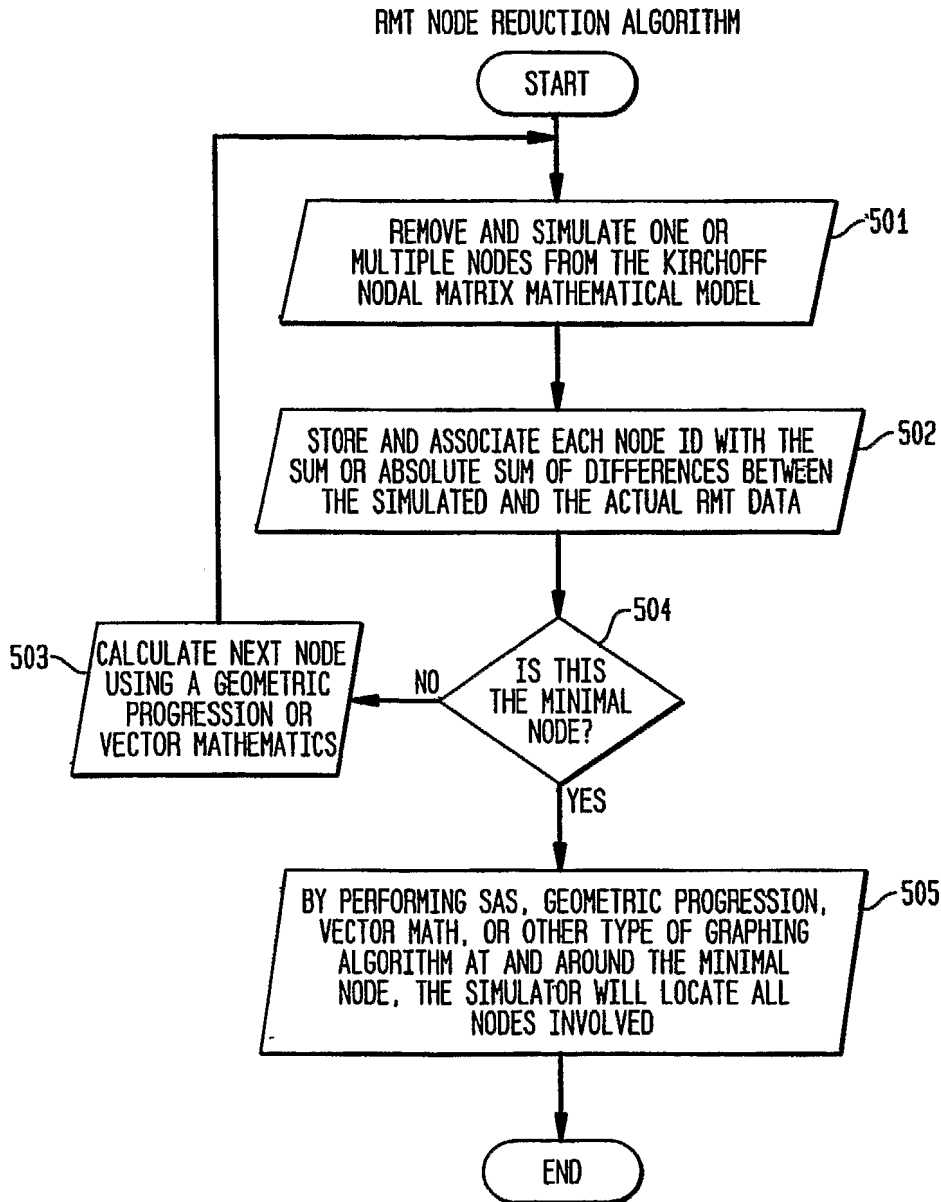 RMT NODE REDUCTION ALGORITHM
START
REMOVE AND SIMULATE ONE OR
MULTIPLE NODES FROM THE KIRCHOFF
NODAL MATRIX MATHEMATICAL MODEL
501
STORE AND ASSOCIATE EACH NODE ID WITH THE
SUM OR ABSOLUTE SUM OF DIFFERENCES BETWEEN
THE SIMULATED AND THE ACTUAL RMT DATA
502
504
IS THIS
THE MINIMAL
NODE?
NO
503
CALCULATE NEXT NODE
USING A GEOMETRIC
PROGRESSION OR
VECTOR MATHEMATICS
YES
BY PERFORMING SAS, GEOMETRIC PROGRESSION,
VECTOR MATH, OR OTHER TYPE OF GRAPHING
ALGORITHM AT AND AROUND THE MINIMAL
NODE, THE SIMULATOR WILL LOCATE ALL
NODES INVOLVED
505
END